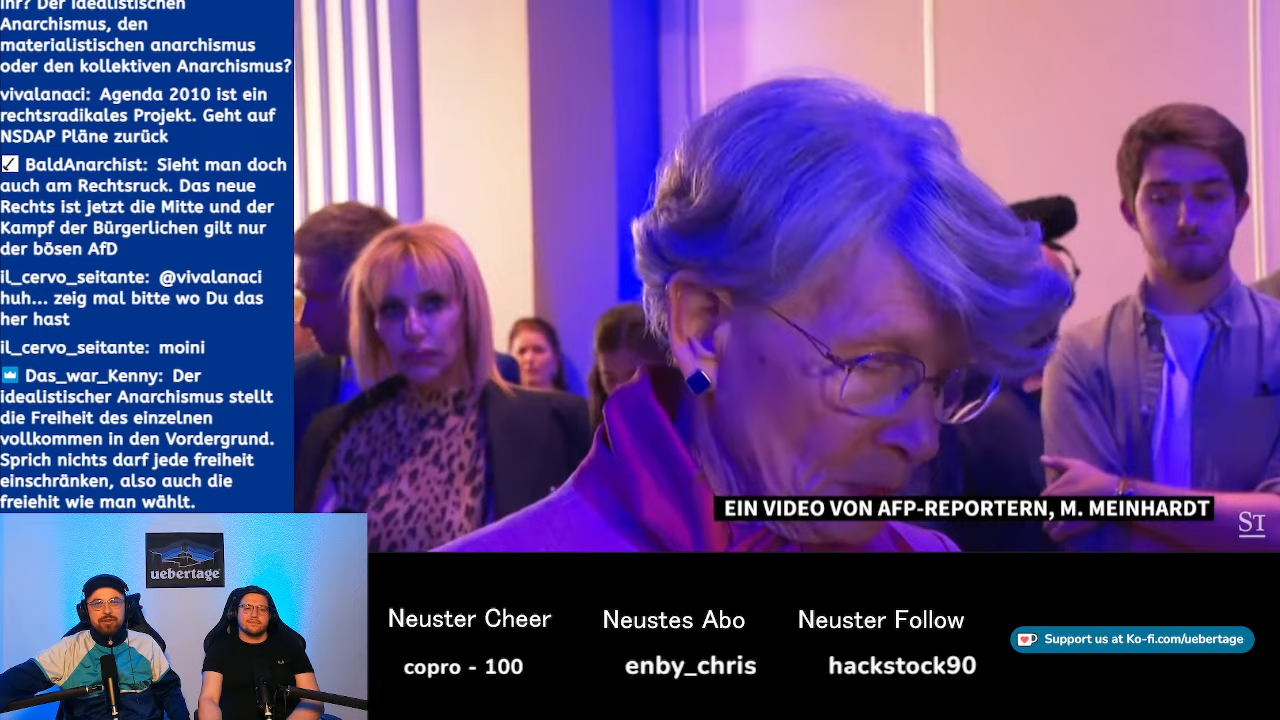 ihr? Der idealistischen
Anarchismus, den
materialistischen anarchismus
oder den kollektiven Anarchismus?
vivalanaci: Agenda 2010 ist ein
rechtsradikales Projekt. Geht auf
NSDAP Pläne zurück
BaldAnarchist: Sieht man doch
auch am Rechtsruck. Das neue
Rechts ist jetzt die Mitte und der
Kampf der Bürgerlichen gilt nur
der bösen AfD
il_cervo_seitante: @vivalanaci
huh... zeig mal bitte wo Du das
her hast
il_cervo_seitante: moini
Das_war_Kenny: Der
idealistischer Anarchismus stellt
die Freiheit des einzelnen
vollkommen in den Vordergrund.
Sprich nichts darf jede freiheit
einschränken, also auch die
freiehit wie man wählt.
EIN VIDEO VON AFP-REPORTERN, M. MEINHARDT
ST
uebertage
Neuster Cheer
copro - 100
Neustes Abo
enby_chris
Neuster Follow
hackstock90
Support us at Ko-fi.com/uebertage